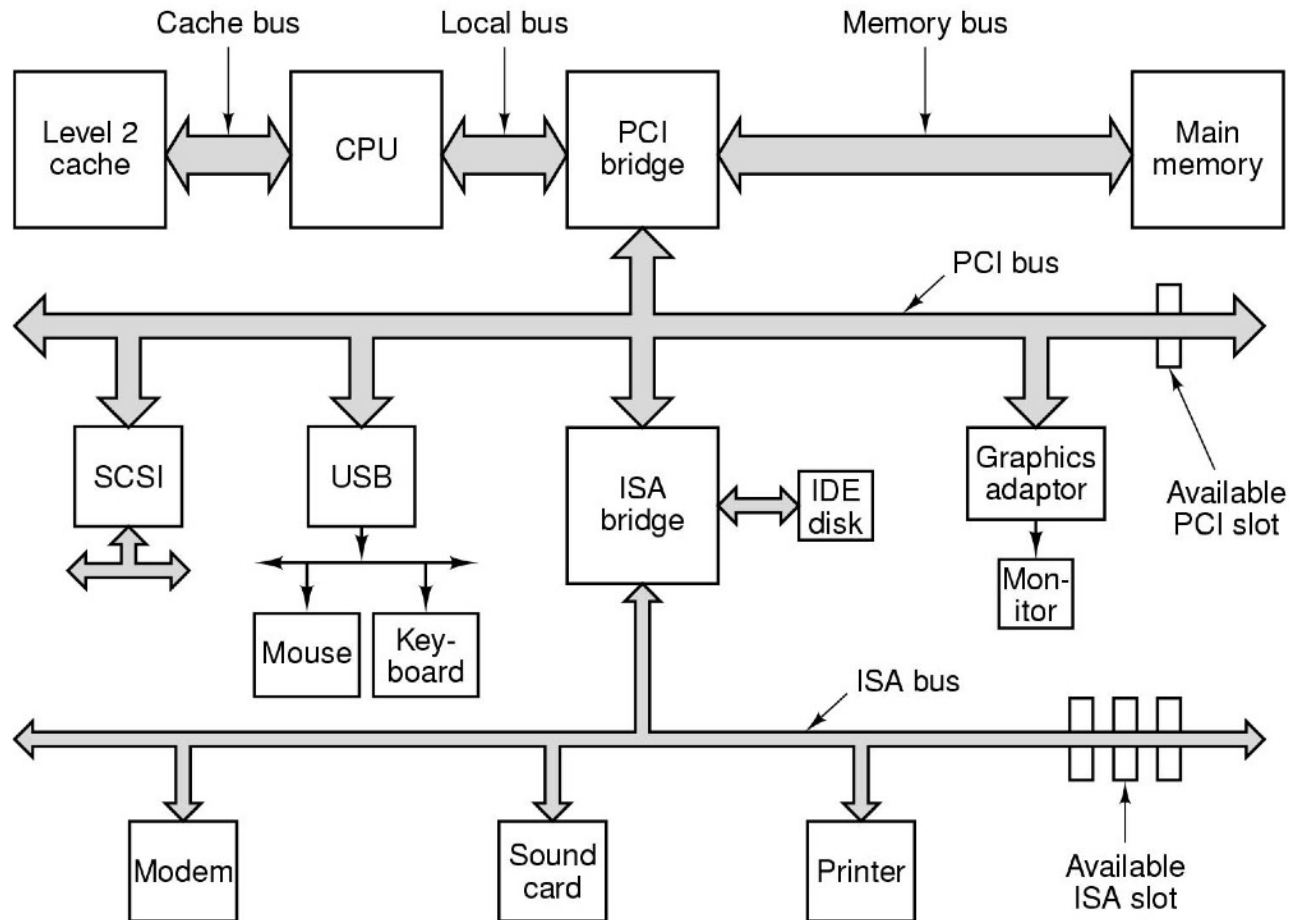 Cache bus
Local bus
Memory bus
Level 2
cache
CPU
PCI
bridge
Main
memory
PCI bus
SCSI
USB
ISA
bridge
IDE
disk
Graphics
adaptor
Available
PCI slot
Mon-
itor
Mouse
Key-
board
ISA bus
Modem
Sound
card
Printer
Available
ISA slot